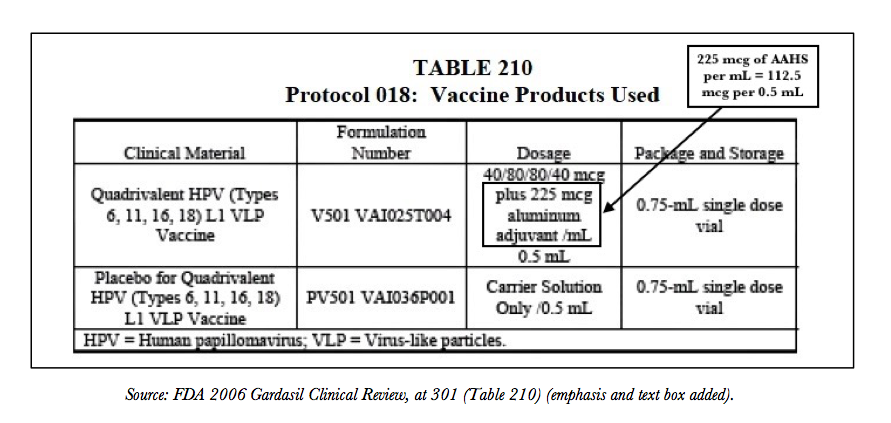 225 mcg of AAHS
per mL = 112.5
mcg per 0.5 mL
TABLE 210
Protocol 018: Vaccine Products Used
Clinical Material
Formulation
Number
Dosage
Package and Storage
Quadrivalent HPV (Types
6, 11, 16, 18) L1 VLP
Vaccine
V501 VAI025T004
40/80/80/40 mcg
plus 225 mcg
aluminum
adjuvant /mL
0.5 mL
0.75-mL single dose
vial
Placebo for Quadrivalent
HPV (Types 6, 11, 16, 18)
L1 VLP Vaccine
PV501 VAI036P001
Carrier Solution
Only /0.5 mL
0.75-mL single dose
vial
HPV = Human papillomavirus; VLP = Virus-like particles.
Source: FDA 2006 Gardasil Clinical Review, at 301 (Table 210) (emphasis and text box added).